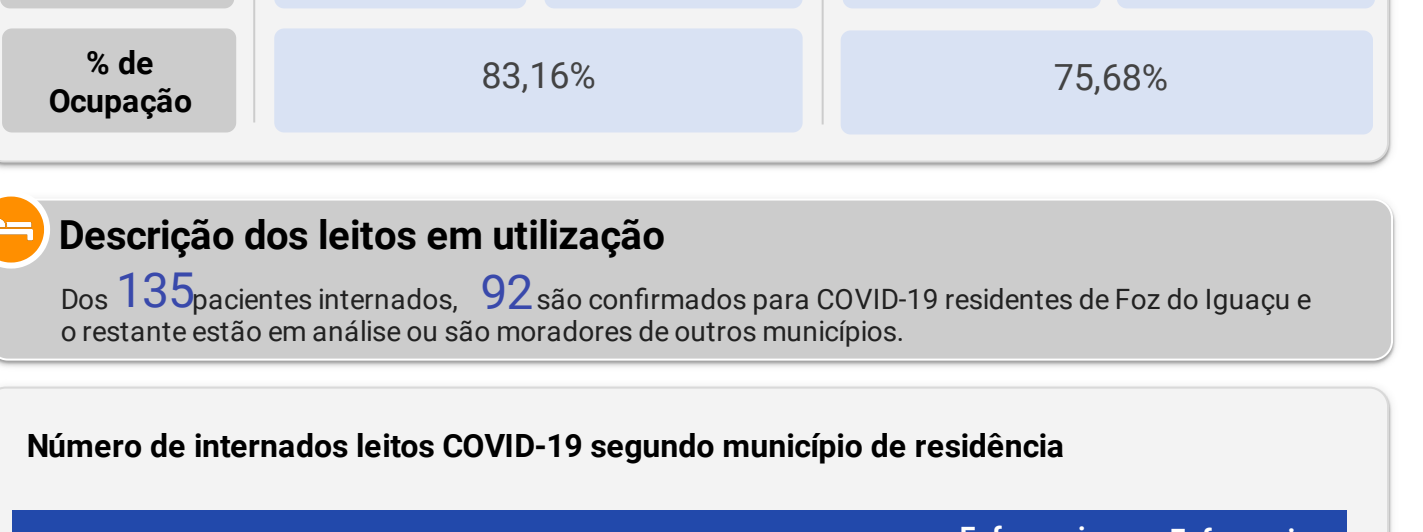 % de
Ocupação
83,16%
75,68%
Descrição dos leitos em utilização
Dos 135 pacientes internados, 92 são confirmados para COVID-19 residentes de Foz do Iguaçu e
o restante estão em análise ou são moradores de outros municípios.
Número de internados leitos COVID-19 segundo município de residência